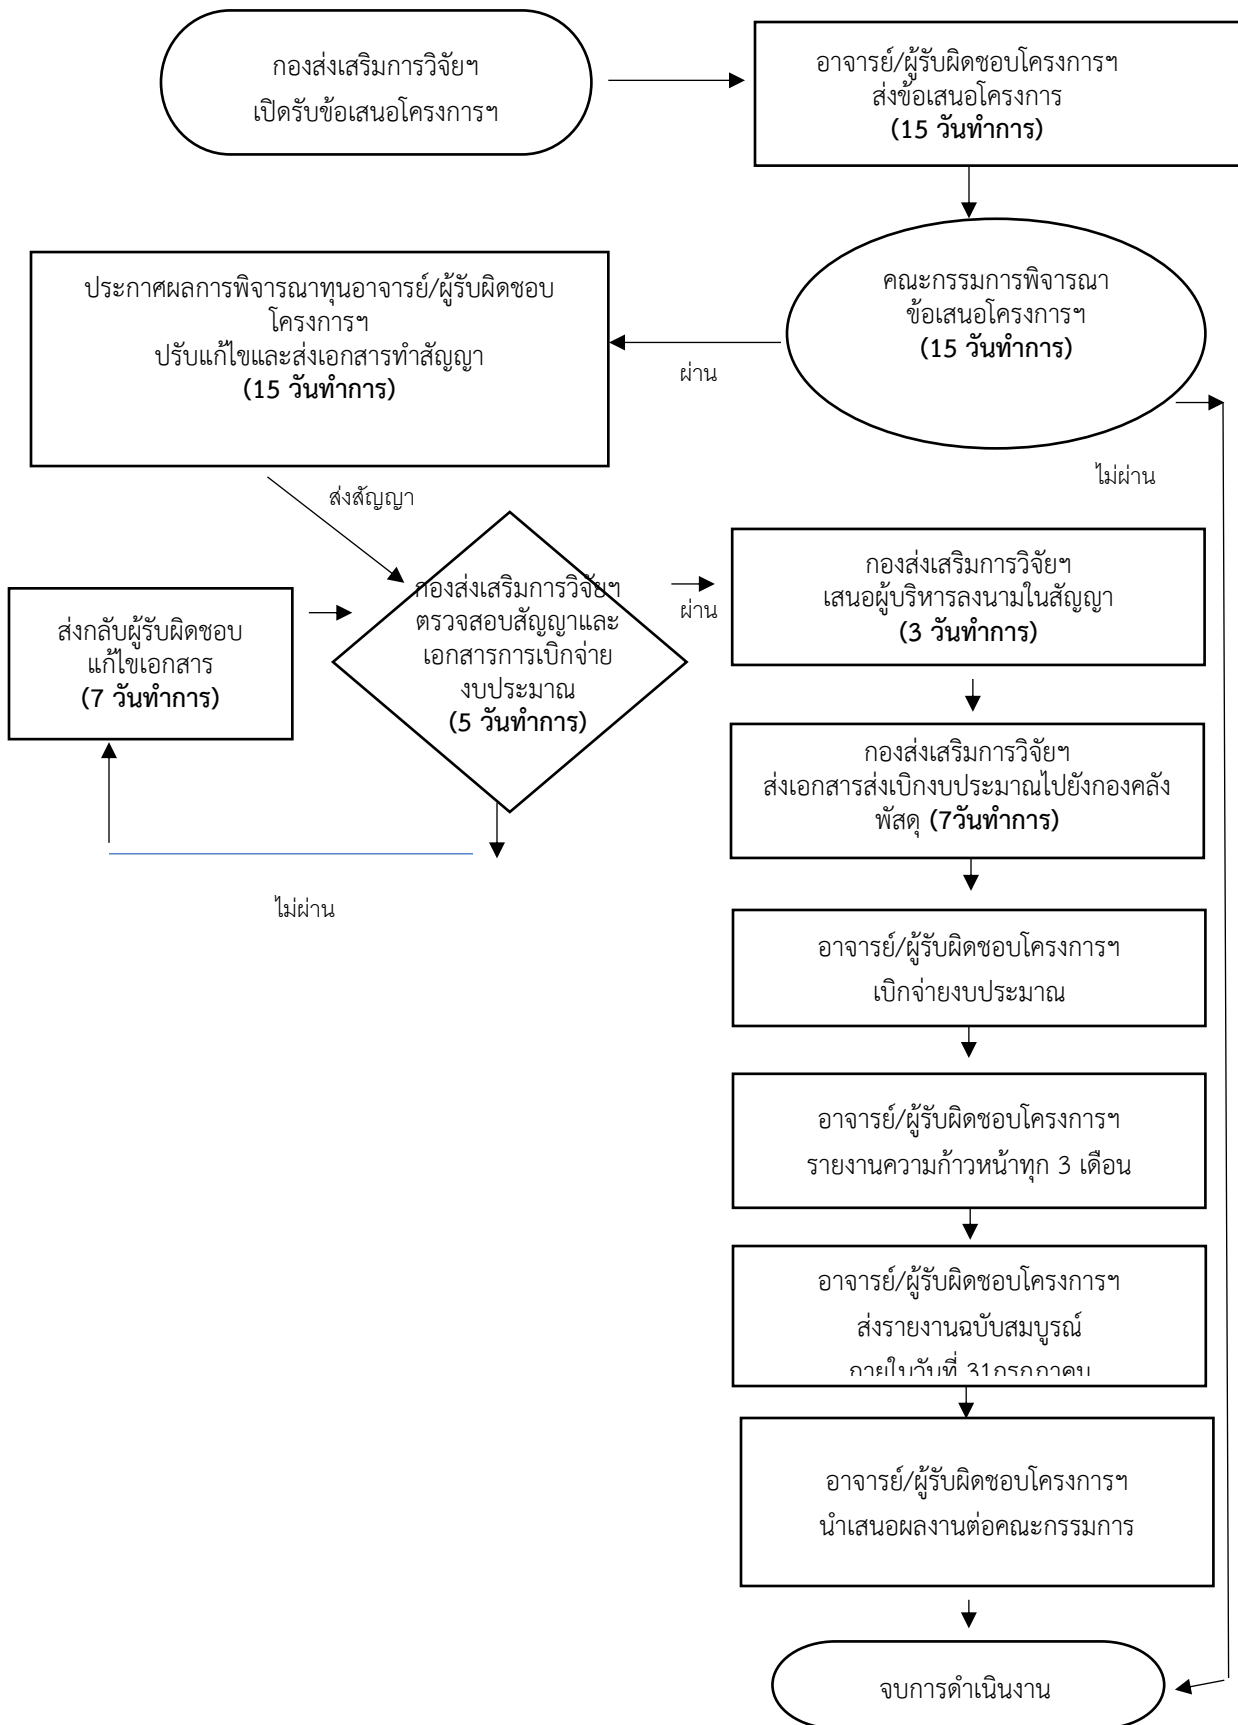 กองส่งเสริมการวิจัยฯ
เปิดรับข้อเสนอโครงการฯ
อาจารย์/ผู้รับผิดชอบโครงการฯ
ส่งข้อเสนอโครงการ
(15 วันทำการ)
คณะกรรมการพิจารณา
ข้อเสนอโครงการฯ
(15 วันทำการ)
ผ่าน
ไม่ผ่าน
ประกาศผลการพิจารณาทุนอาจารย์/ผู้รับผิดชอบ
โครงการฯ
ปรับแก้ไขและส่งเอกสารทำสัญญา
(15 วันทำการ)
ส่งสัญญา
กองส่งเสริมการวิจัยฯ
ตรวจสอบสัญญาและ
เอกสารการเบิกจ่าย
งบประมาณ
(5 วันทำการ)
ผ่าน
ส่งกลับผู้รับผิดชอบ
แก้ไขเอกสาร
(7 วันทำการ)
ไม่ผ่าน
กองส่งเสริมการวิจัยฯ
เสนอผู้บริหารลงนามในสัญญา
(3 วันทำการ)
กองส่งเสริมการวิจัยฯ
ส่งเอกสารส่งเบิกงบประมาณไปยังกองคลัง
พัสดุ (7วันทำการ)
อาจารย์/ผู้รับผิดชอบโครงการฯ
เบิกจ่ายงบประมาณ
อาจารย์/ผู้รับผิดชอบโครงการฯ
รายงานความก้าวหน้าทุก 3 เดือน
อาจารย์/ผู้รับผิดชอบโครงการฯ
ส่งรายงานฉบับสมบูรณ์
ภายในวันที่ 31กรกฎาคม
อาจารย์/ผู้รับผิดชอบโครงการฯ
นำเสนอผลงานต่อคณะกรรมการ
จบการดำเนินงาน